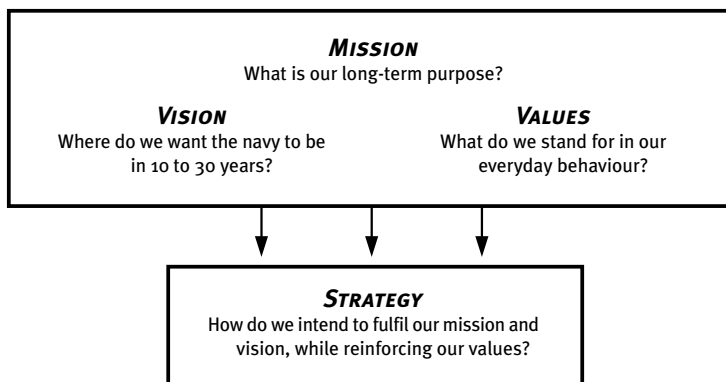 MISSION
What is our long-term purpose?
VISION
Where do we want the navy to be
in 10 to 30 years?
VALUES
What do we stand for in our
everyday behaviour?
STRATEGY
How do we intend to fulfil our mission and
vision, while reinforcing our values?